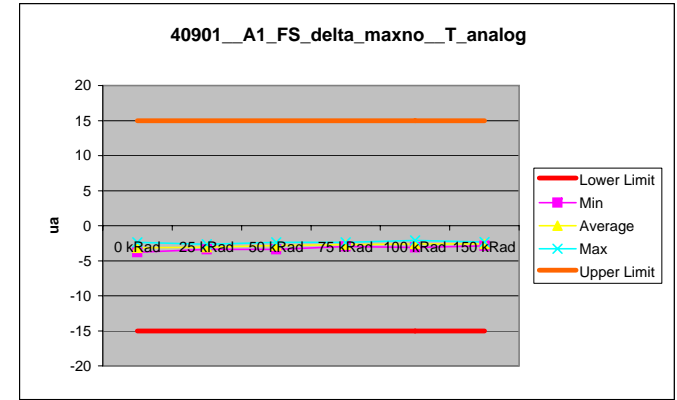 40901__A1_FS_delta_maxno__T_analog
20
15
10
5
0
-5
-10
-15
-20
ua
0 kRad 25 kRad 50 kRad 75 kRad 100 kRad 150 kRad
Lower Limit
Min
Average
Max
Upper Limit